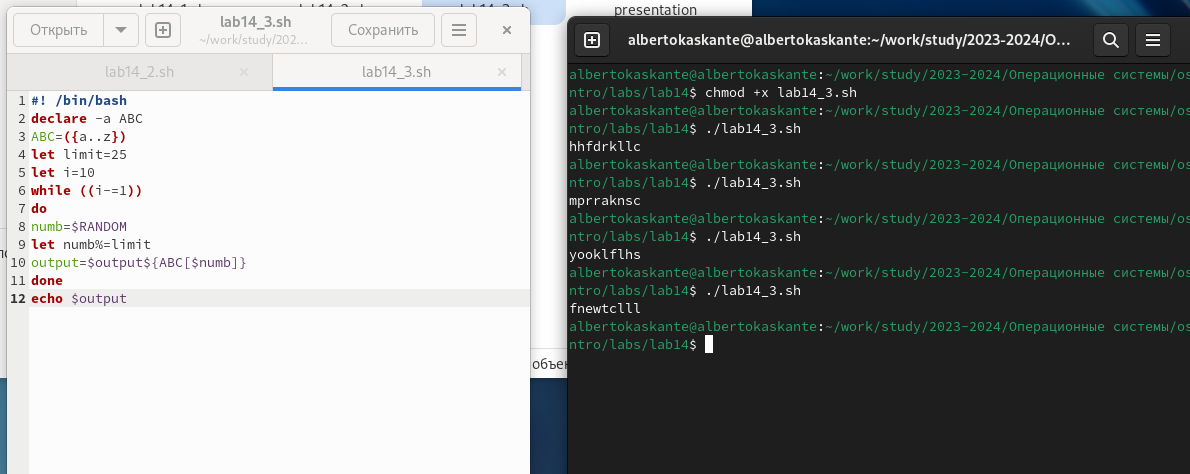 presentation
Открыть
lab14_3.sh
~/work/study/202...
Сохранить
lab14_2.sh
lab14_3.sh
1 #! /bin/bash
2 declare -a ABC
3 ABC=({a..z})
4 let limit=25
5 let i=10
6 while ((i-=1))
7 do
8 numb=$RANDOM
9 let numb%=limit
10 output=$output${ABC[$numb]}
11 done
12 echo $output
albertokaskante@albertokaskante:~/work/study/2023-2024/О...
albertokaskante@albertokaskante:~/work/study/2023-2024/Операционные системы/os
ntro/labs/lab14$ chmod +x lab14_3.sh
albertokaskante@albertokaskante:~/work/study/2023-2024/Операционные системы/os
ntro/labs/lab14$ ./lab14_3.sh
hhfdrkllc
albertokaskante@albertokaskante:~/work/study/2023-2024/Операционные системы/os
ntro/labs/lab14$ ./lab14_3.sh
mprraknsc
albertokaskante@albertokaskante:~/work/study/2023-2024/Операционные системы/os
ntro/labs/lab14$ ./lab14_3.sh
yooklflhs
albertokaskante@albertokaskante:~/work/study/2023-2024/Операционные системы/os
ntro/labs/lab14$ ./lab14_3.sh
fnewtclll
albertokaskante@albertokaskante:~/work/study/2023-2024/Операционные системы/os
ntro/labs/lab14$